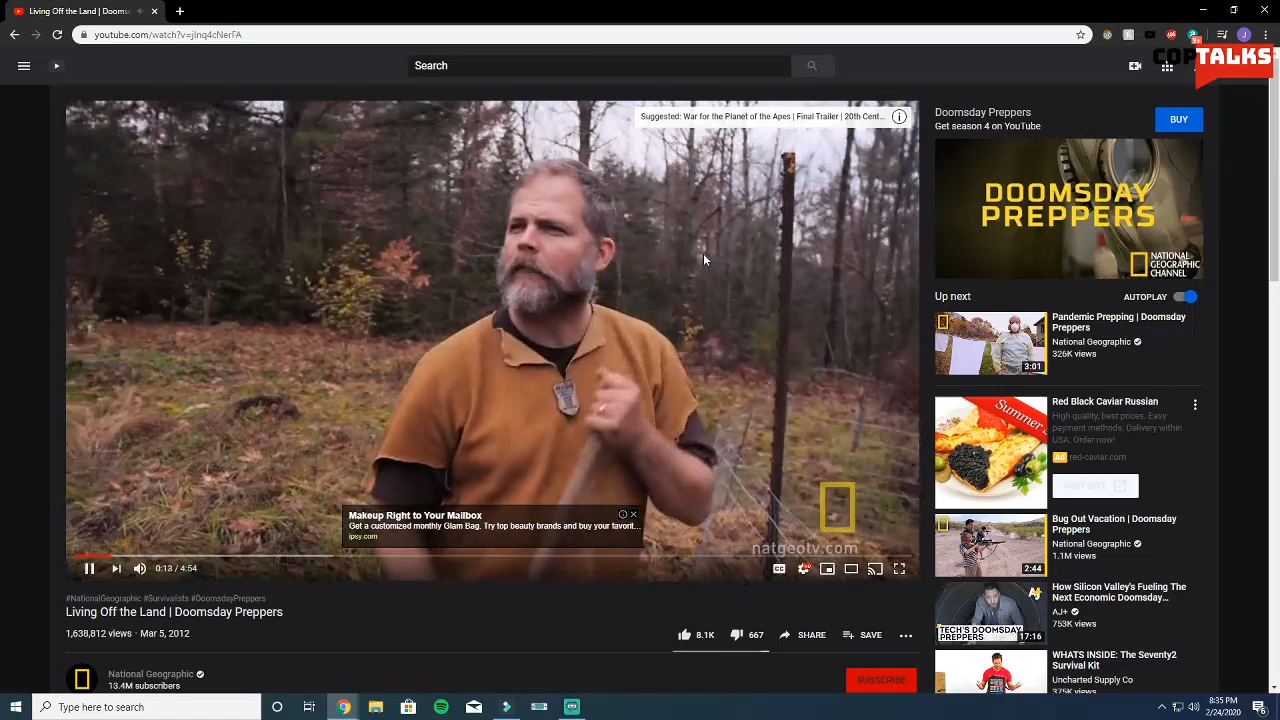 Living Off the Land | Doomsd
youtube.com/watch?v=jInq4cNerFA
9+
COPTALKS
Search
Suggested: War for the Planet of the Apes | Final Trailer | 20th Cent...
Doomsday Preppers
Get season 4 on YouTube
BUY
DOOMSDAY
PREPPERS
NATIONAL
GEOGRAPHIC
CHANNEL
Up next
AUTOPLAY
Pandemic Prepping | Doomsday
Preppers
National Geographic
326K views
3:01
Summer
Red Black Caviar Russian
High quality, best prices. Easy
payment methods. Delivery within
USA. Order now!
Ad red-caviar.com
VISIT SITE
Bug Out Vacation | Doomsday
Preppers
National Geographic
1.1M views
2:44
How Silicon Valley's Fueling The
Next Economic Doomsday...
AJ+
753K views
TECH'S DOOMSDAY
PREPPERS
17:16
WHATS INSIDE: The Seventy2
Survival Kit
Uncharted Supply Co
375K views
Makeup Right to Your Mailbox
Get a customized monthly Glam Bag. Try top beauty brands and buy your favorit...
ipsy.com
natgeotv.com
0:13 / 4:54
#NationalGeographic #Survivalists #DoomsdayPreppers
Living Off the Land | Doomsday Preppers
1,638,812 views · Mar 5, 2012
8.1K
667
SHARE
SAVE
National Geographic
13.4M subscribers
SUBSCRIBE
Type here to search
8:35 PM
2/24/2020